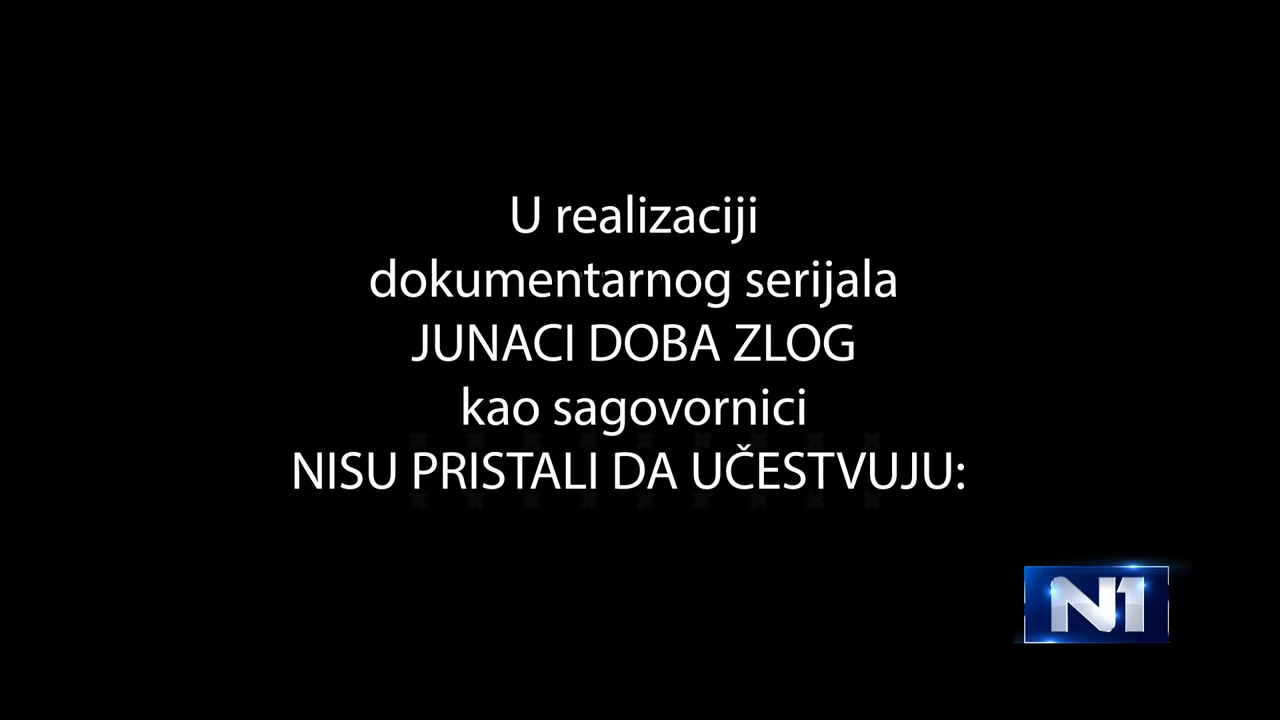 U realizaciji
dokumentarnog serijala
JUNACI DOBA ZLOG
kao sagovornici
NISU PRISTALI DA UČESTVUJU:
N1